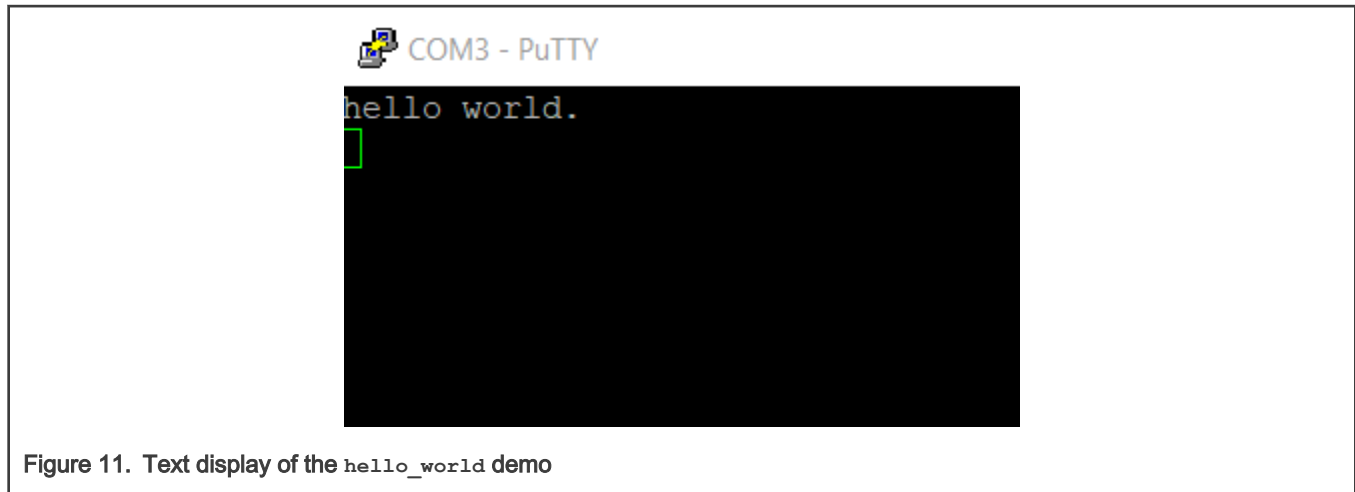 COM3 - PuTTY
hello world.
Figure 11. Text display of the hello_world demo